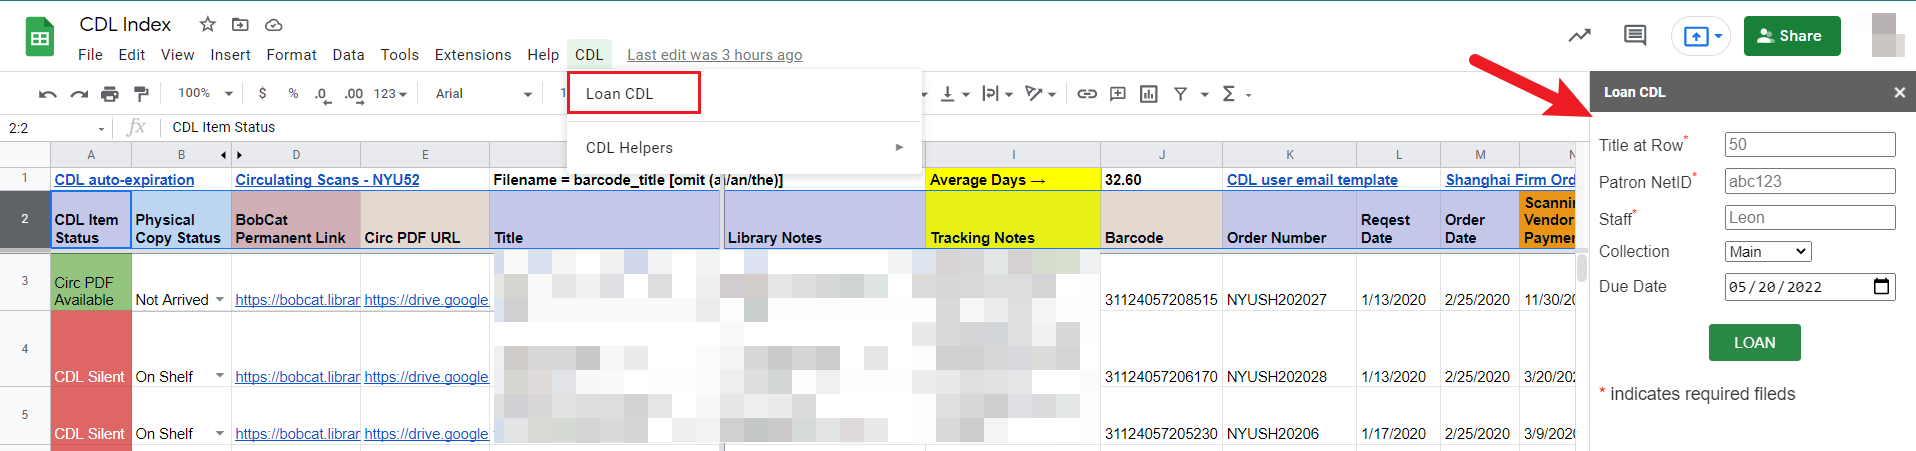 CDL Index
File Edit View Insert Format Data Tools Extensions Help CDL Last edit was 3 hours ago
Share
100% $ % .0 .00 123 Arial 1
Loan CDL
CDL Helpers
Loan CDL ×
2:2 fx CDL Item Status
A B D E I J K L M N
1 CDL auto-expiration Circulating Scans - NYU52 Filename = barcode_title [omit (a/an/the)] Average Days → 32.60 CDL user email template Shanghai Firm Ord
2 CDL Item Status Physical Copy Status BobCat Permanent Link Circ PDF URL Title Library Notes Tracking Notes Barcode Order Number Reqest Date Order Date Scannin Vendor Paymen
3 Circ PDF Available Not Arrived https://bobcat.librar https://drive.google 31124057208515 NYUSH202027 1/13/2020 2/25/2020 11/30/20
4 CDL Silent On Shelf https://bobcat.librar https://drive.google 31124057206170 NYUSH202028 1/13/2020 2/25/2020 3/20/202
5 CDL Silent On Shelf https://bobcat.librar https://drive.google 31124057205230 NYUSH20206 1/17/2020 2/25/2020 3/9/2020
Title at Row* 50
Patron NetID* abc123
Staff* Leon
Collection Main
Due Date 05/20/2022
LOAN
* indicates required fileds